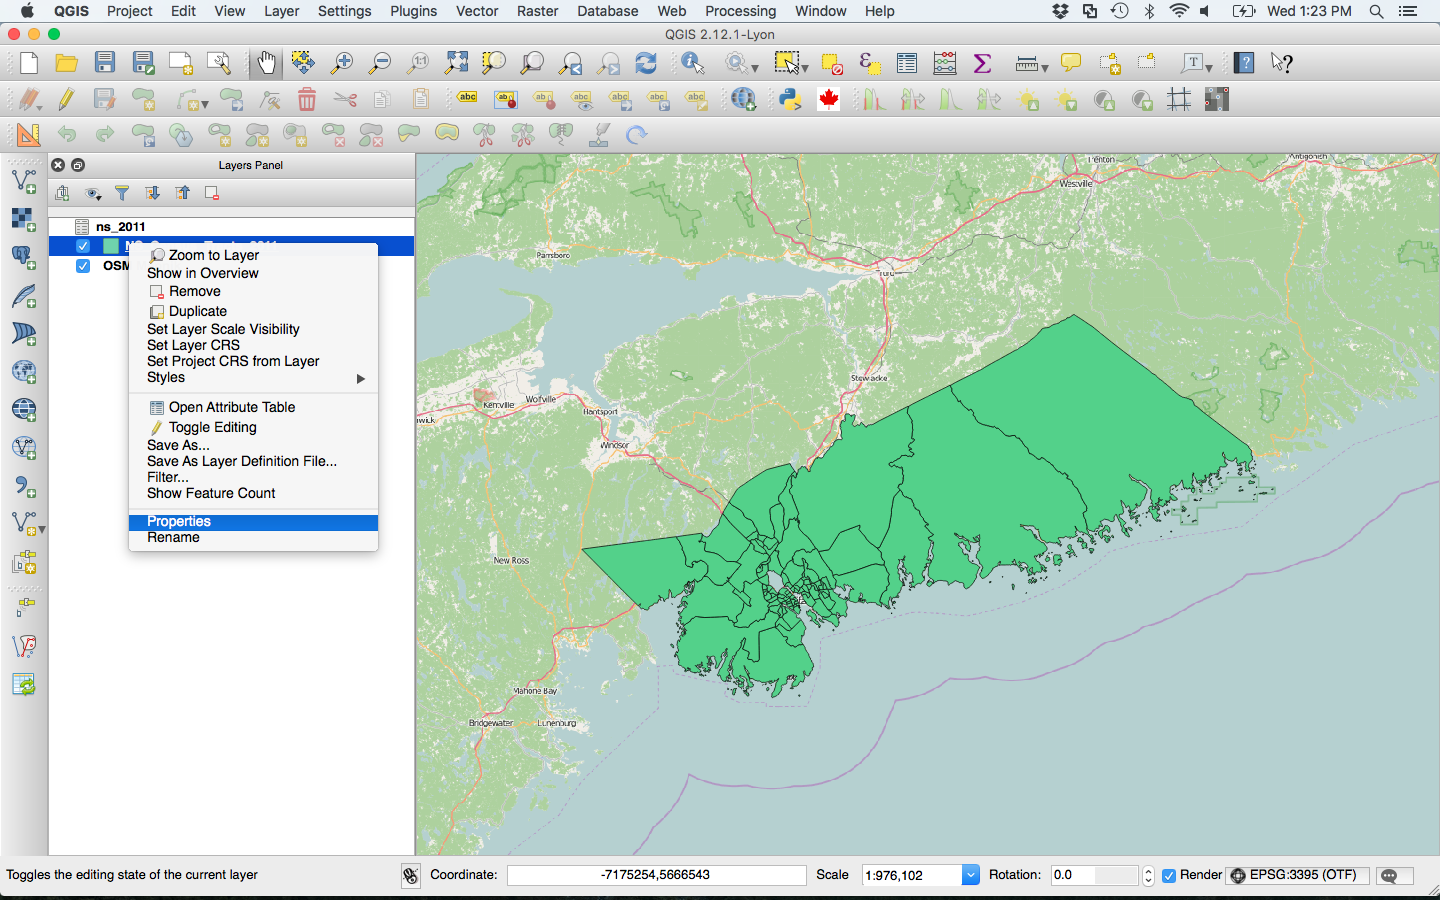 QGIS Project Edit View Layer Settings Plugins Vector Raster Database Web Processing Window Help Wed 1:23 PM
QGIS 2.12.1-Lyon
Layers Panel
ns_2011
OSM
Zoom to Layer
Show in Overview
Remove
Duplicate
Set Layer Scale Visibility
Set Layer CRS
Set Project CRS from Layer
Styles
Open Attribute Table
Toggle Editing
Save As...
Save As Layer Definition File...
Filter...
Show Feature Count
Properties
Rename
Trenton
Antigonish
Westville
Parrsboro
Truro
Stewiacke
Kentville
Wolfville
Hantsport
wick
Windsor
New Ross
Mahone Bay
Bridgewater
Lunenburg
Toggles the editing state of the current layer
Coordinate: -7175254,5666543 Scale 1:976,102 Rotation: 0.0 Render EPSG:3395 (OTF)